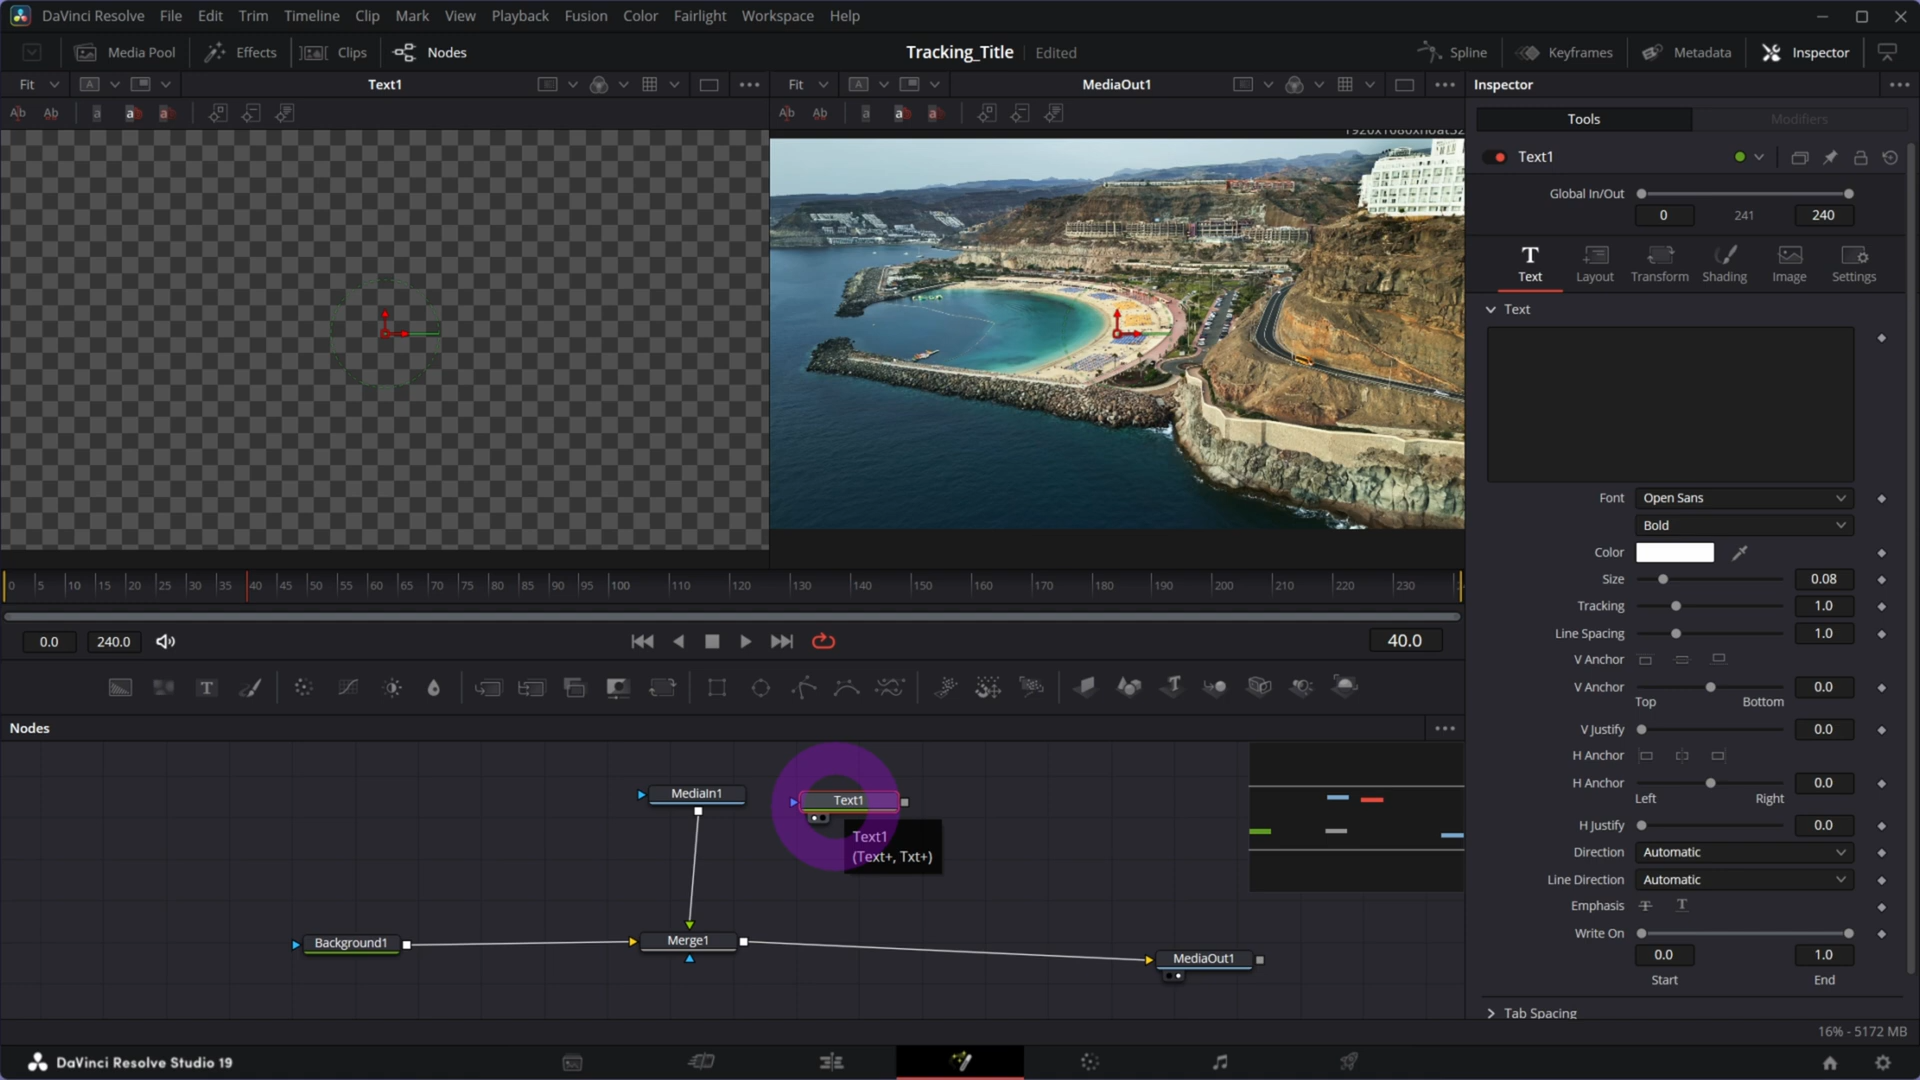 DaVinci Resolve File Edit Trim Timeline Clip Mark View Playback Fusion Color Fairlight Workspace Help
Media Pool Effects Clips Nodes Tracking_Title Edited Spline Keyframes Metadata Inspector
Fit A Text1 Fit A MediaOut1 Inspector
Ab Ab a a a Ab Ab a a a
Tools Modifiers
Text1
Global In/Out
0 241 240
Text Layout Transform Shading Image Settings
Text
Font Open Sans
Bold
Color
Size 0.08
Tracking 1.0
Line Spacing 1.0
V Anchor
V Anchor 0.0
Top Bottom
V Justify 0.0
H Anchor
H Anchor 0.0
Left Right
H Justify 0.0
Direction Automatic
Line Direction Automatic
Emphasis
Write On
0.0 1.0
Start End
Tab Spacing
0 5 10 15 20 25 30 35 40 45 50 55 60 65 70 75 80 85 90 95 100 110 120 130 140 150 160 170 180 190 200 210 220 230
0.0 240.0 40.0
Nodes
MediaIn1
Text1
Text1
(Text+, Txt+)
Background1
Merge1
MediaOut1
16% - 5172 MB
DaVinci Resolve Studio 19